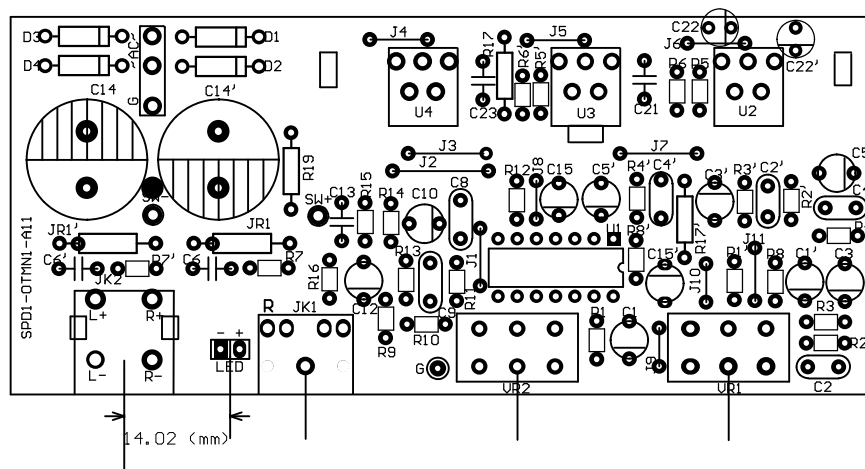 D3
D4
AC
G
D1
D2
C14
C14'
R19
J4
R17
J5
C22
J6
C22'
R6'
R5'
R6
R5
C23
U4
U3
C21
U2
J3
J2
J7
SW-
SW+
C13
R15
R14
C10
C8
R12
J8
C15
C5'
R4'
C4'
C3'
R3'
C2'
R2'
SPD1-OTMN1-A11
JR1'
JR1
C6'
R7'
C6
R7
R16
C12
R13
J1
R11
C9
U1
R8'
R17'
C15'
J10
J11
R1'
R8
C1'
C3
JK2
L+
R+
L-
R-
- +
LED
R
JK1
R9
R10
G
VR2
R1
C1
J9
VR1
R3
R2
C2
14.02 (mm)